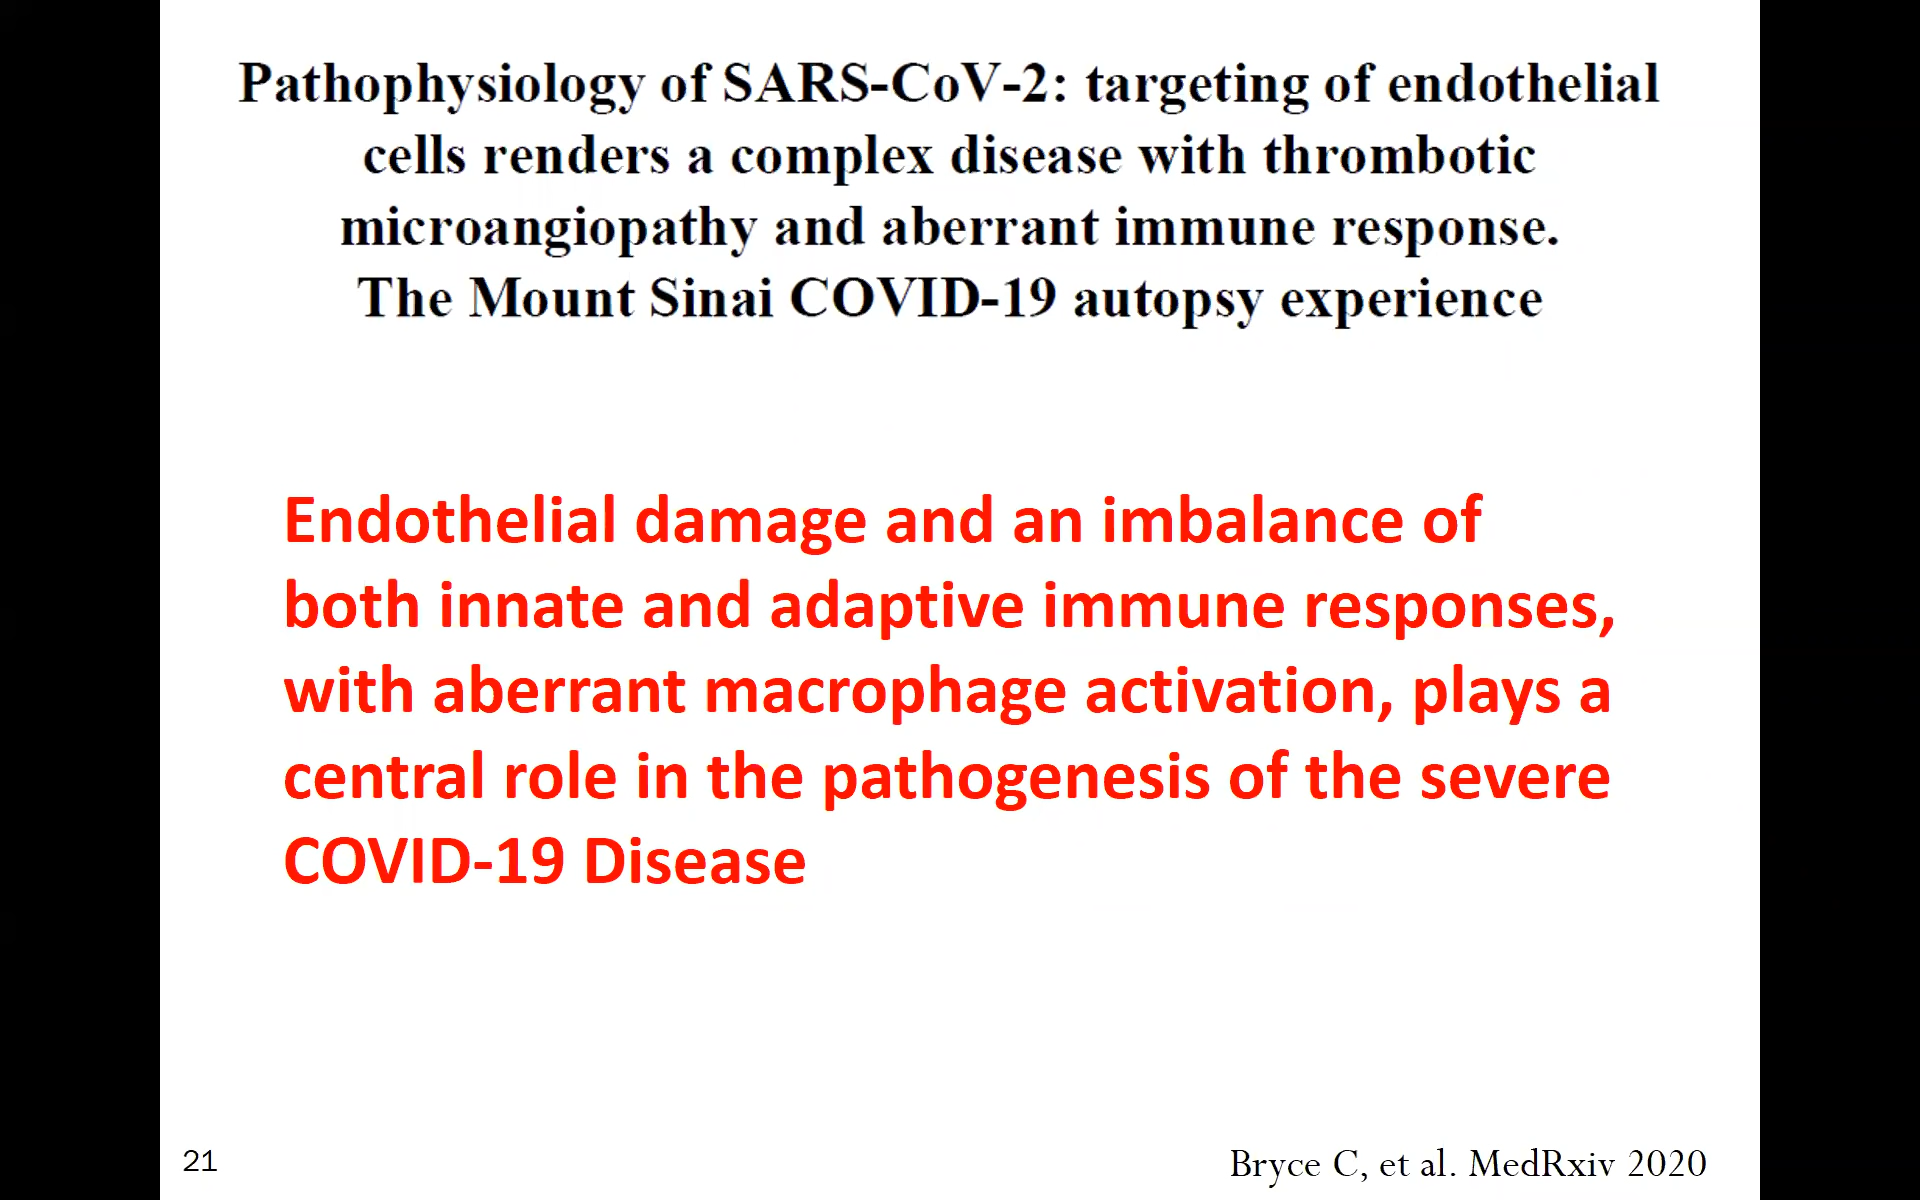 Pathophysiology of SARS-CoV-2: targeting of endothelial
cells renders a complex disease with thrombotic
microangiopathy and aberrant immune response.
The Mount Sinai COVID-19 autopsy experience
Endothelial damage and an imbalance of
both innate and adaptive immune responses,
with aberrant macrophage activation, plays a
central role in the pathogenesis of the severe
COVID-19 Disease
21
Bryce C, et al. MedRxiv 2020